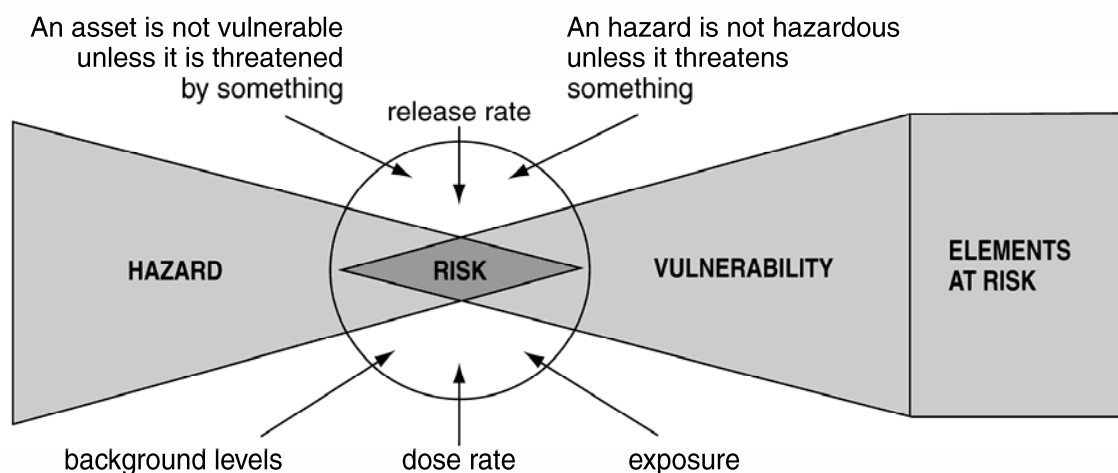 An asset is not vulnerable
unless it is threatened
by something
An hazard is not hazardous
unless it threatens
something
release rate
HAZARD
RISK
VULNERABILITY
ELEMENTS
AT RISK
background levels
dose rate
exposure